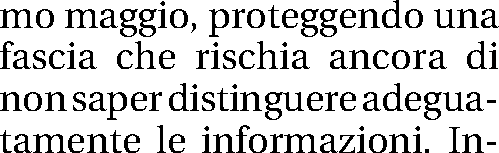 mo maggio, proteggendo una
fascia che rischia ancora di
non saper distinguere adegua-
tamente le informazioni. In-